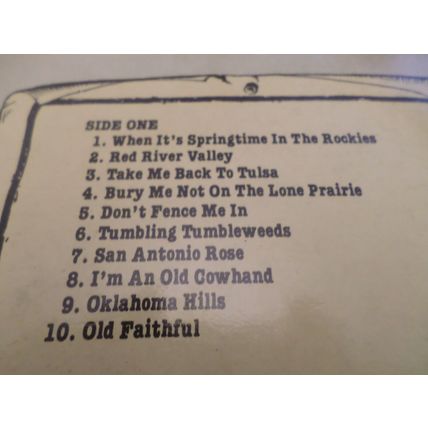 SIDE ONE
1. When It's Springtime In The Rockies
2. Red River Valley
3. Take Me Back To Tulsa
4. Bury Me Not On The Lone Prairie
5. Don't Fence Me In
6. Tumbling Tumbleweeds
7. San Antonio Rose
8. I'm An Old Cowhand
9. Oklahoma Hills
10. Old Faithful